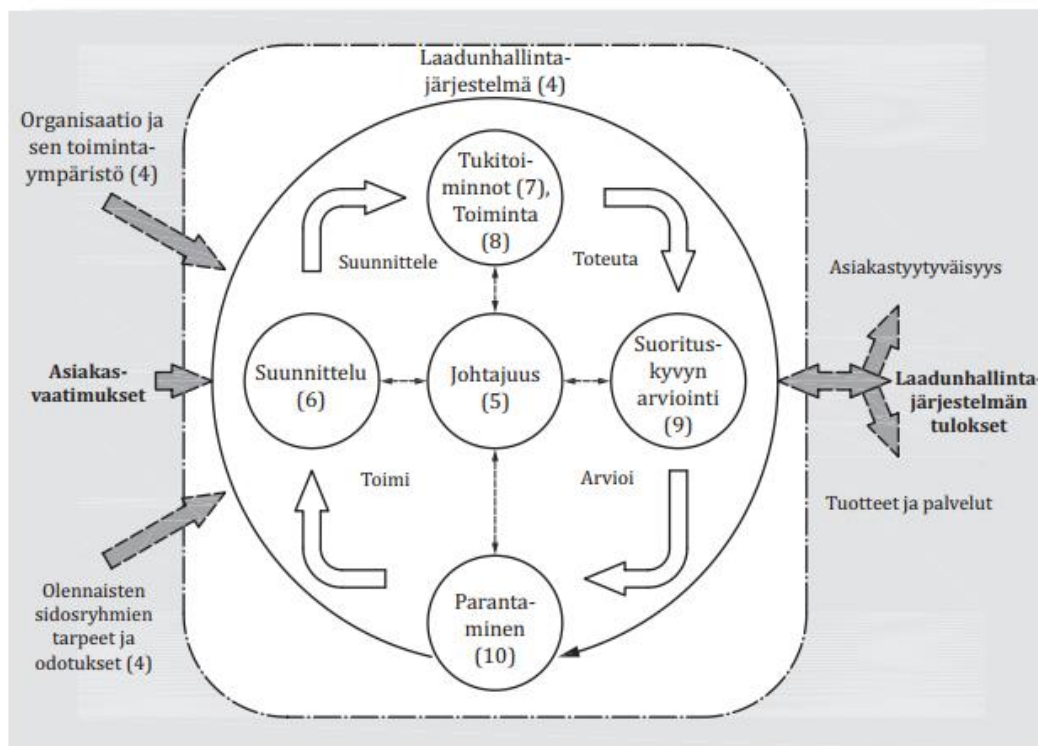 Laadunhallinta-
järjestelmä (4)
Organisaatio ja
sen toiminta-
ympäristö (4)
Tukitoi-
minnot (7),
Toiminta
(8)
Suunnittele
Toteuta
Asiakastyytyväisyys
Asiakas-
vaatimukset
Suunnittelu
(6)
Johtajuus
(5)
Suoritus-
kyvyn
arviointi
(9)
Laadunhallinta-
järjestelmän
tulokset
Toimi
Arvioi
Tuotteet ja palvelut
Olennaisten
sidosryhmien
tarpeet ja
odotukset (4)
Paranta-
minen
(10)